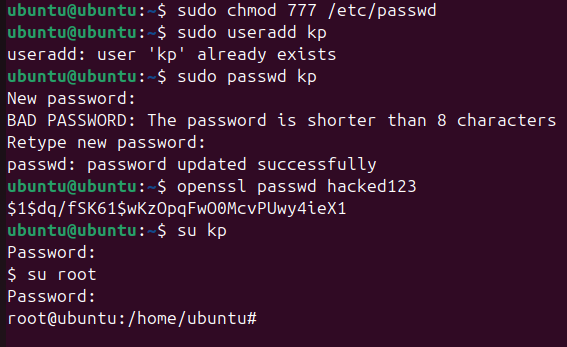 ubuntu@ubuntu:~$ sudo chmod 777 /etc/passwd
ubuntu@ubuntu:~$ sudo useradd kp
useradd: user 'kp' already exists
ubuntu@ubuntu:~$ sudo passwd kp
New password:
BAD PASSWORD: The password is shorter than 8 characters
Retype new password:
passwd: password updated successfully
ubuntu@ubuntu:~$ openssl passwd hacked123
$1$dq/fSK61$wKzOpqFwO0McvPUwy4ieX1
ubuntu@ubuntu:~$ su kp
Password:
$ su root
Password:
root@ubuntu:/home/ubuntu#